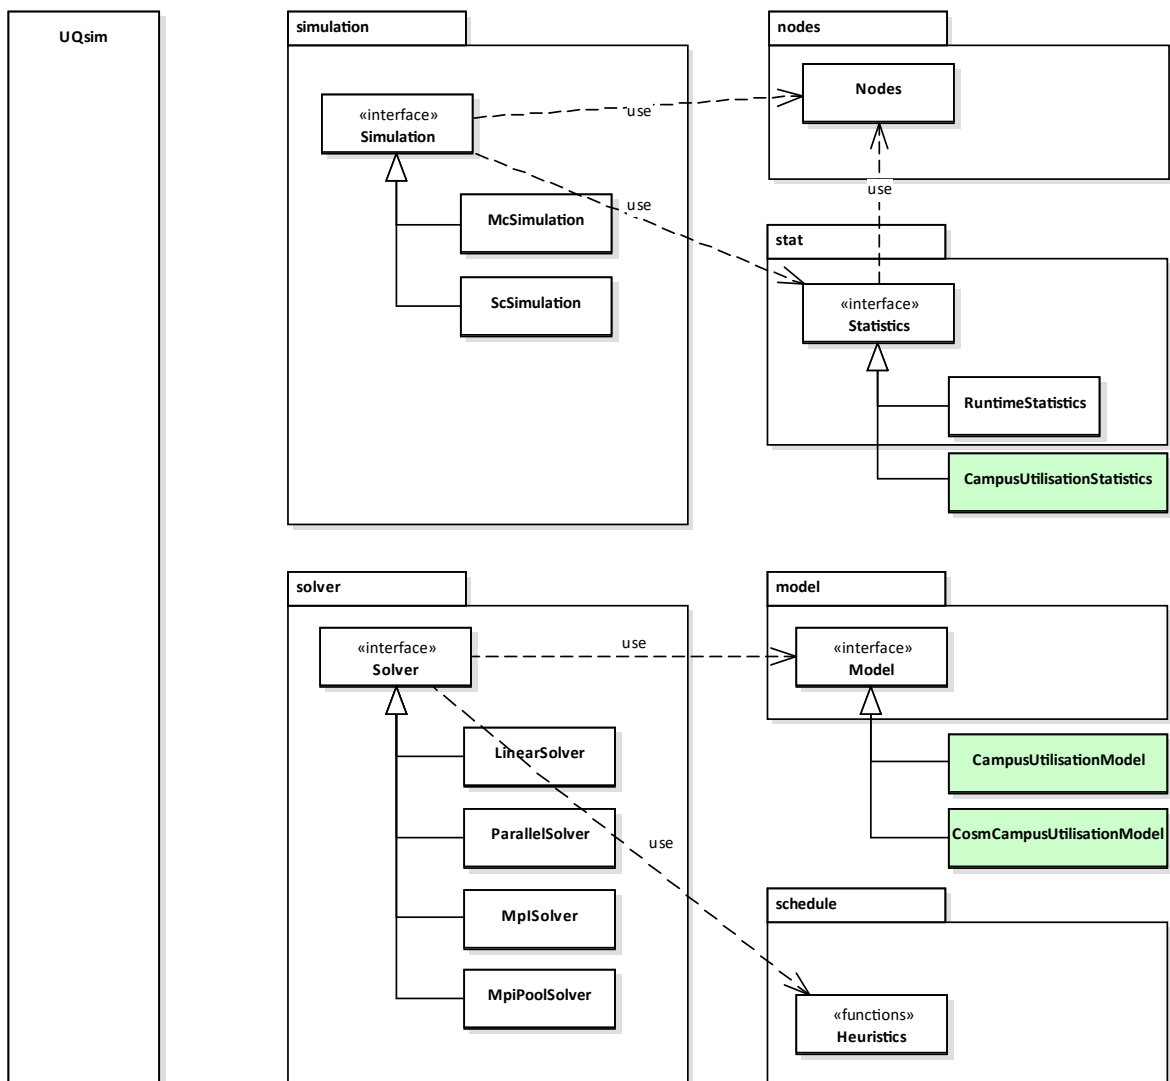 UQsim
simulation
«interface»
Simulation
McSimulation
ScSimulation
use
use
nodes
Nodes
use
stat
«interface»
Statistics
RuntimeStatistics
CampusUtilisationStatistics
solver
«interface»
Solver
LinearSolver
ParallelSolver
MpISolver
MpiPoolSolver
use
use
model
«interface»
Model
CampusUtilisationModel
CosmCampusUtilisationModel
schedule
«functions»
Heuristics